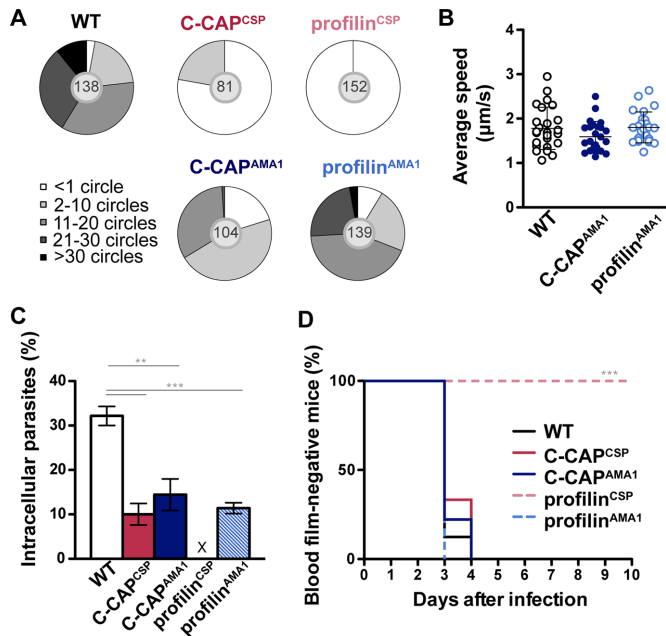 A
WT
C-CAP^CSP
profilin^CSP
138
81
152
C-CAP^AMA1
profilin^AMA1
104
139
<1 circle
2-10 circles
11-20 circles
21-30 circles
>30 circles
B
Average speed
(µm/s)
4
3
2
1
0
WT
C-CAP^AMA1
profilin^AMA1
C
Intracellular parasites (%)
40
30
20
10
0
**
***
X
WT
C-CAP^CSP
C-CAP^AMA1
profilin^CSP
profilin^AMA1
D
Blood film-negative mice (%)
100
50
0
***
WT
C-CAP^CSP
C-CAP^AMA1
profilin^CSP
profilin^AMA1
0 1 2 3 4 5 6 7 8 9 10
Days after infection